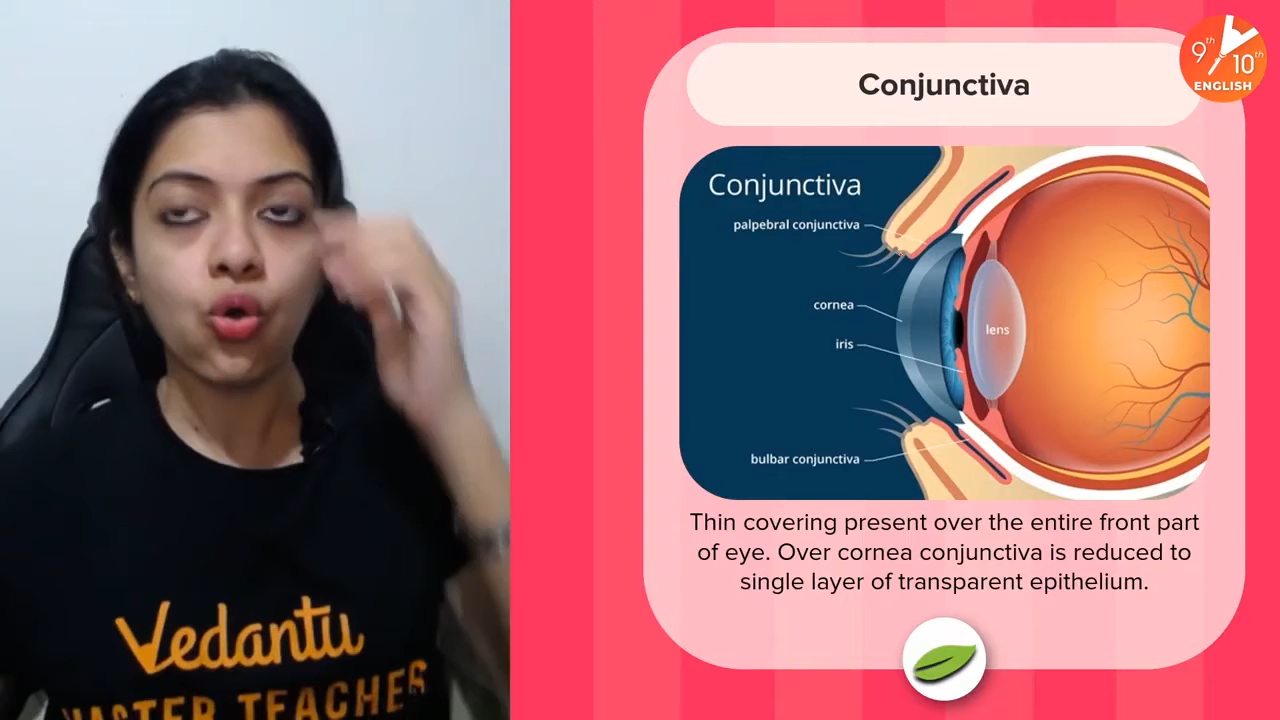 Conjunctiva
9th
10th
ENGLISH
Conjunctiva
palpebral conjunctiva
cornea
iris
lens
bulbar conjunctiva
Thin covering present over the entire front part
of eye. Over cornea conjunctiva is reduced to
single layer of transparent epithelium.
Vedantu
MASTER TEACHER